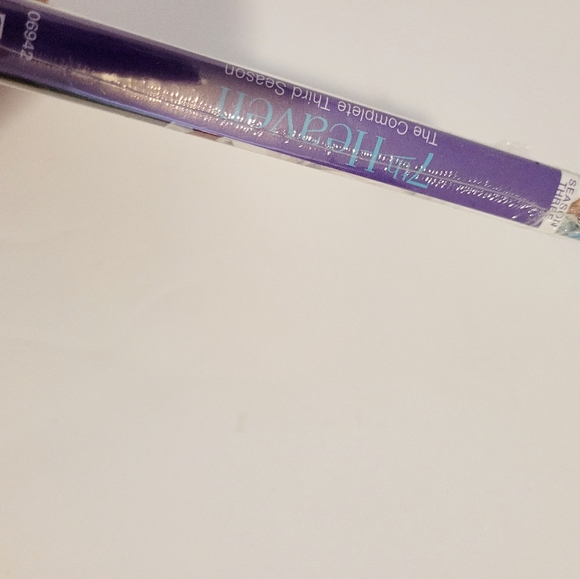 SEASON
THREE!
7th Heaven
The Complete Third Season
06942